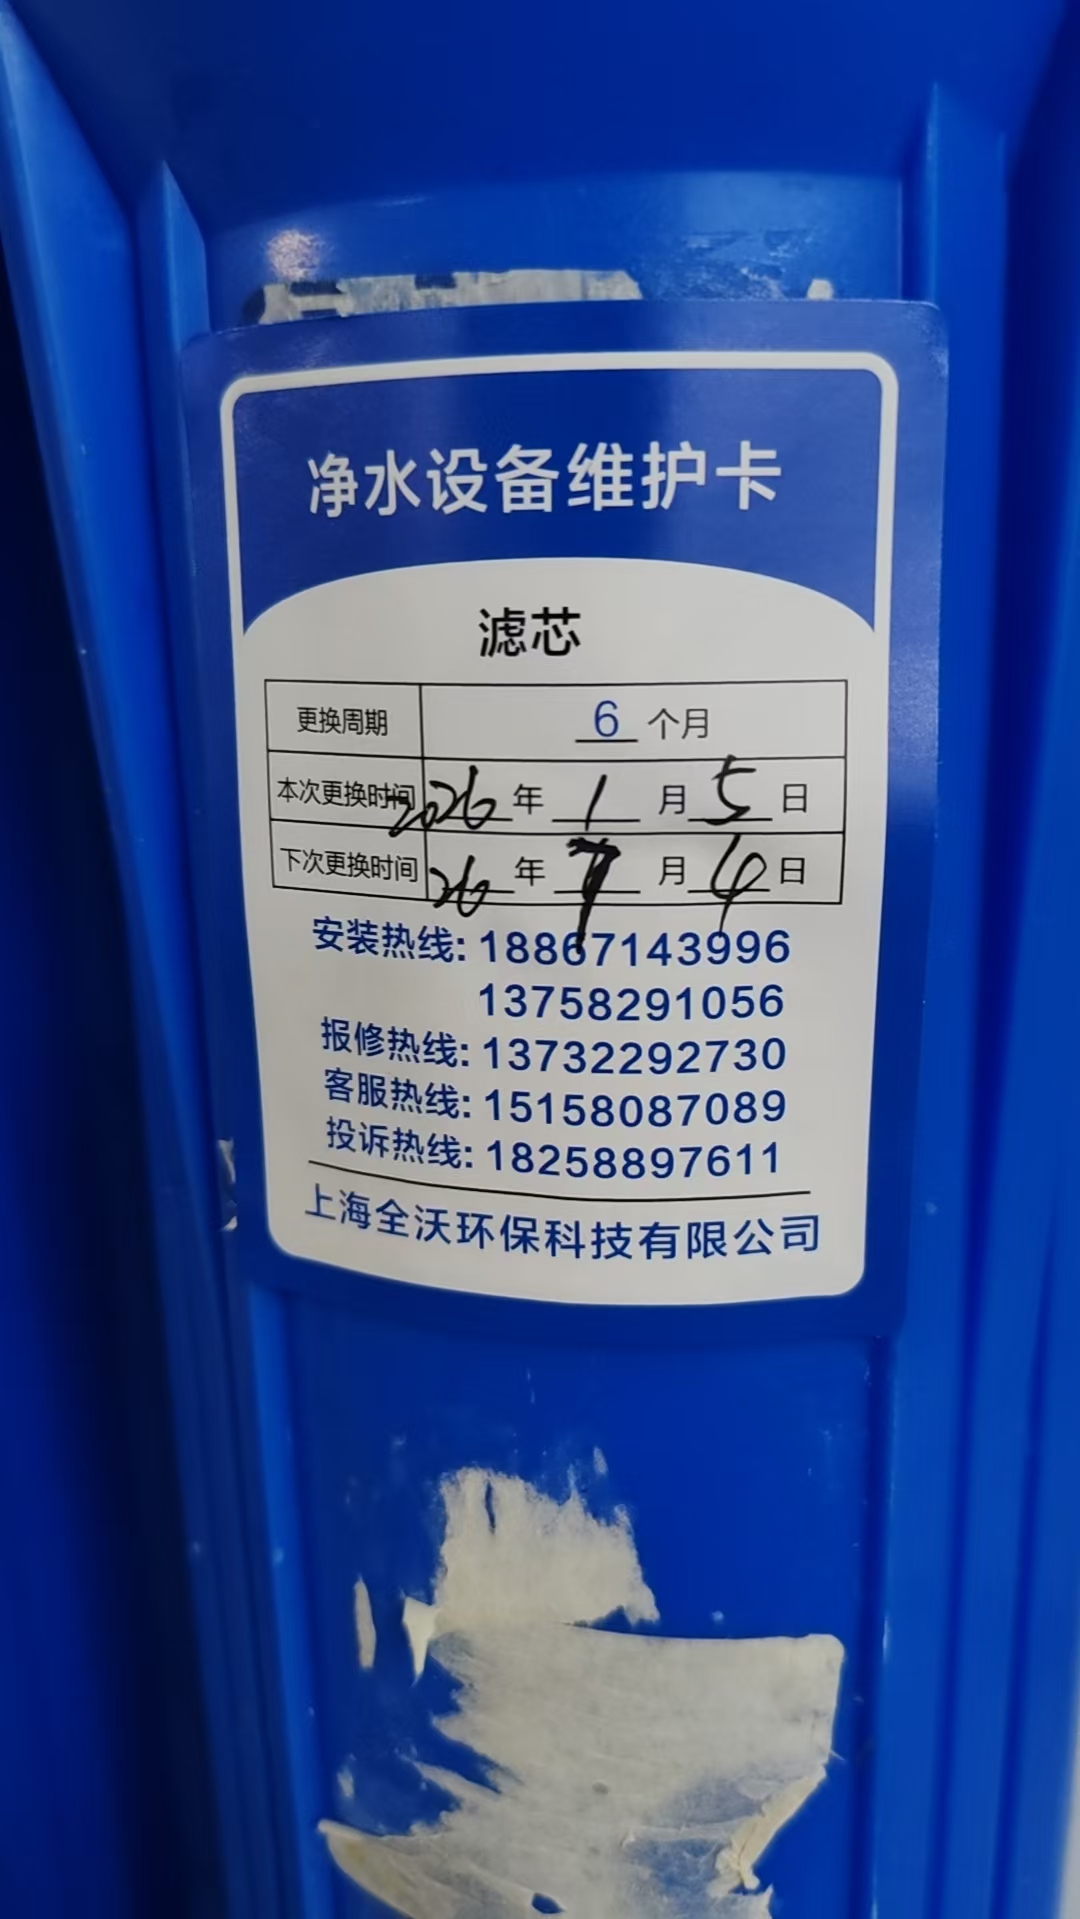 净水设备维护卡
滤芯
更换周期 6 个月
本次更换时间 2026 年 1 月 5 日
下次更换时间 26 年 7 月 4 日
安装热线: 18867143996
13758291056
报修热线: 13732292730
客服热线: 15158087089
投诉热线: 18258897611
上海全沃环保科技有限公司